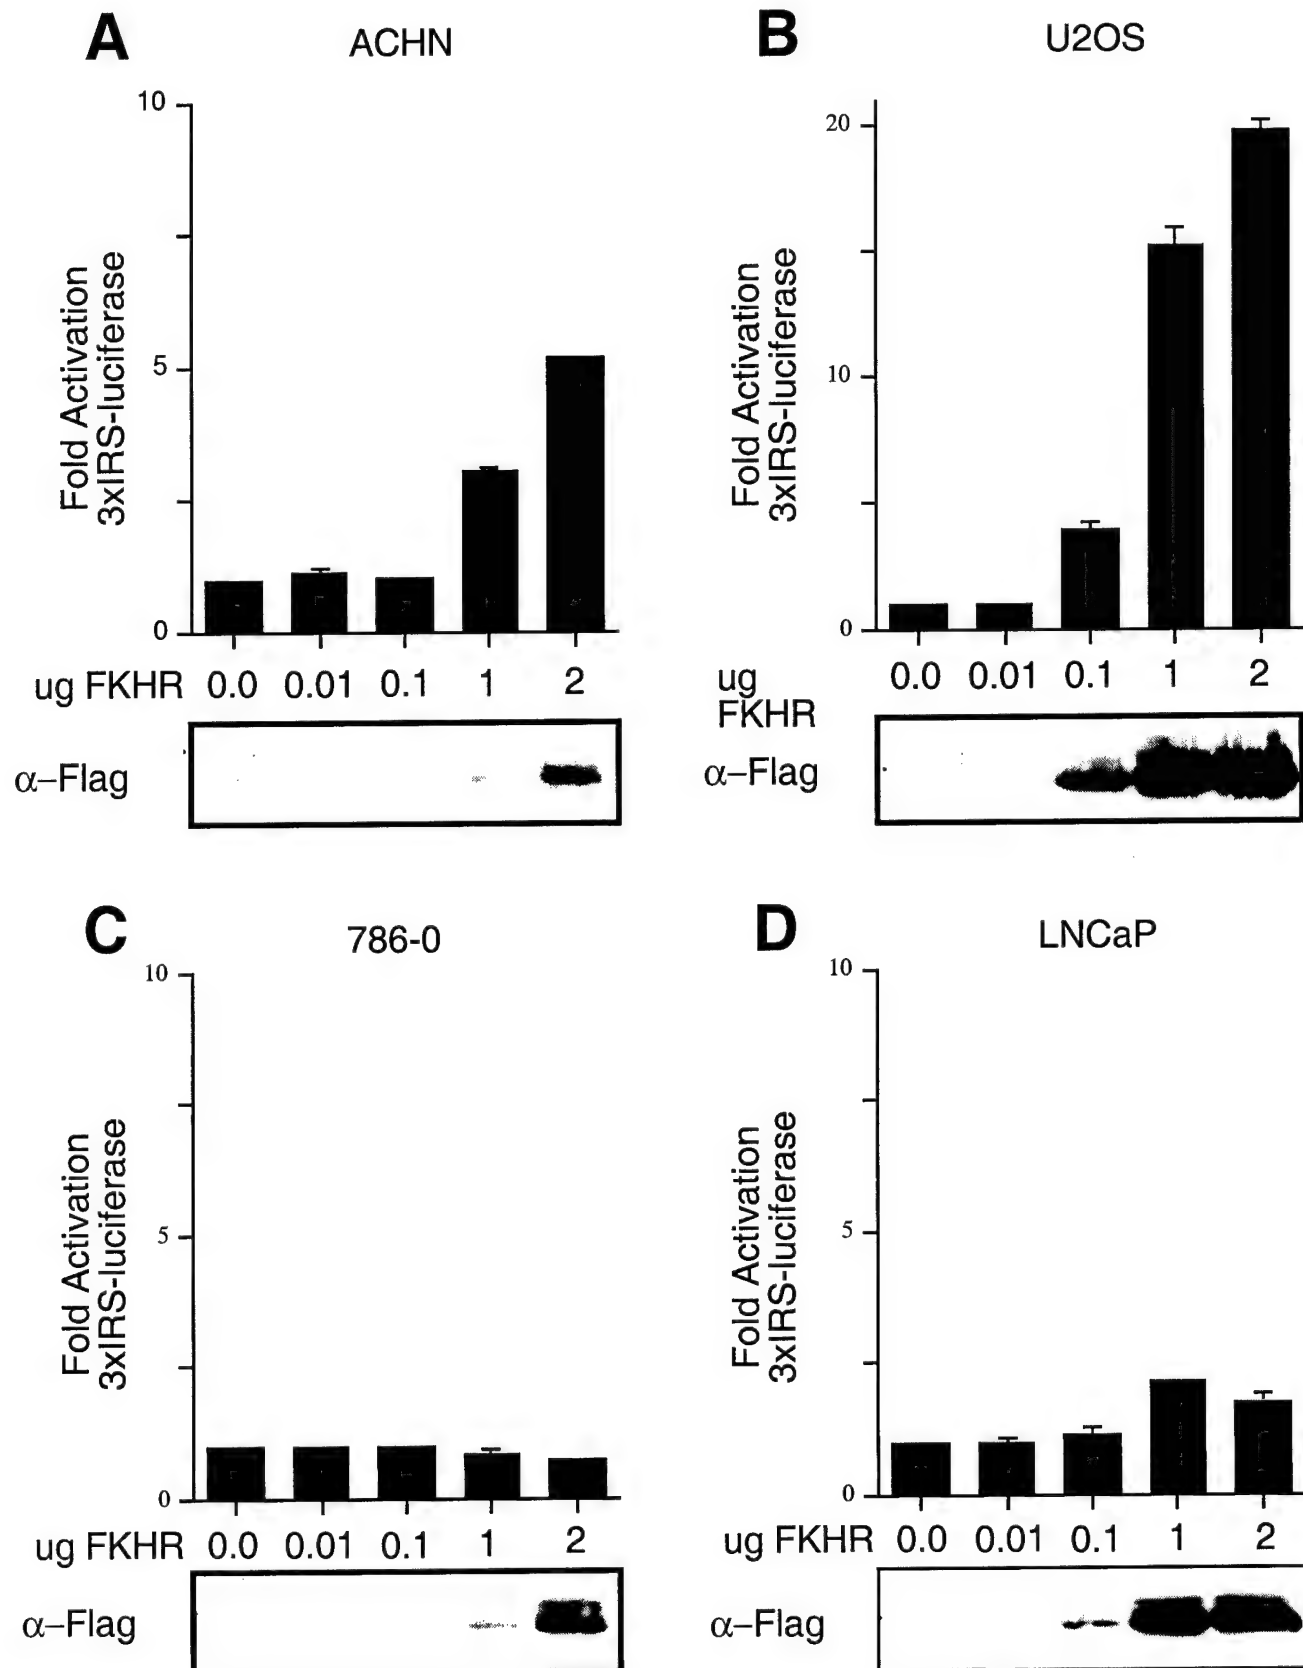 A
ACHN
10
5
0
Fold Activation
3xIRS-luciferase
ug FKHR 0.0 0.01 0.1 1 2
α–Flag
B
U2OS
20
10
0
Fold Activation
3xIRS-luciferase
ug
FKHR
0.0 0.01 0.1 1 2
α–Flag
C
786-0
10
5
0
Fold Activation
3xIRS-luciferase
ug FKHR 0.0 0.01 0.1 1 2
α–Flag
D
LNCaP
10
5
0
Fold Activation
3xIRS-luciferase
ug FKHR 0.0 0.01 0.1 1 2
α–Flag